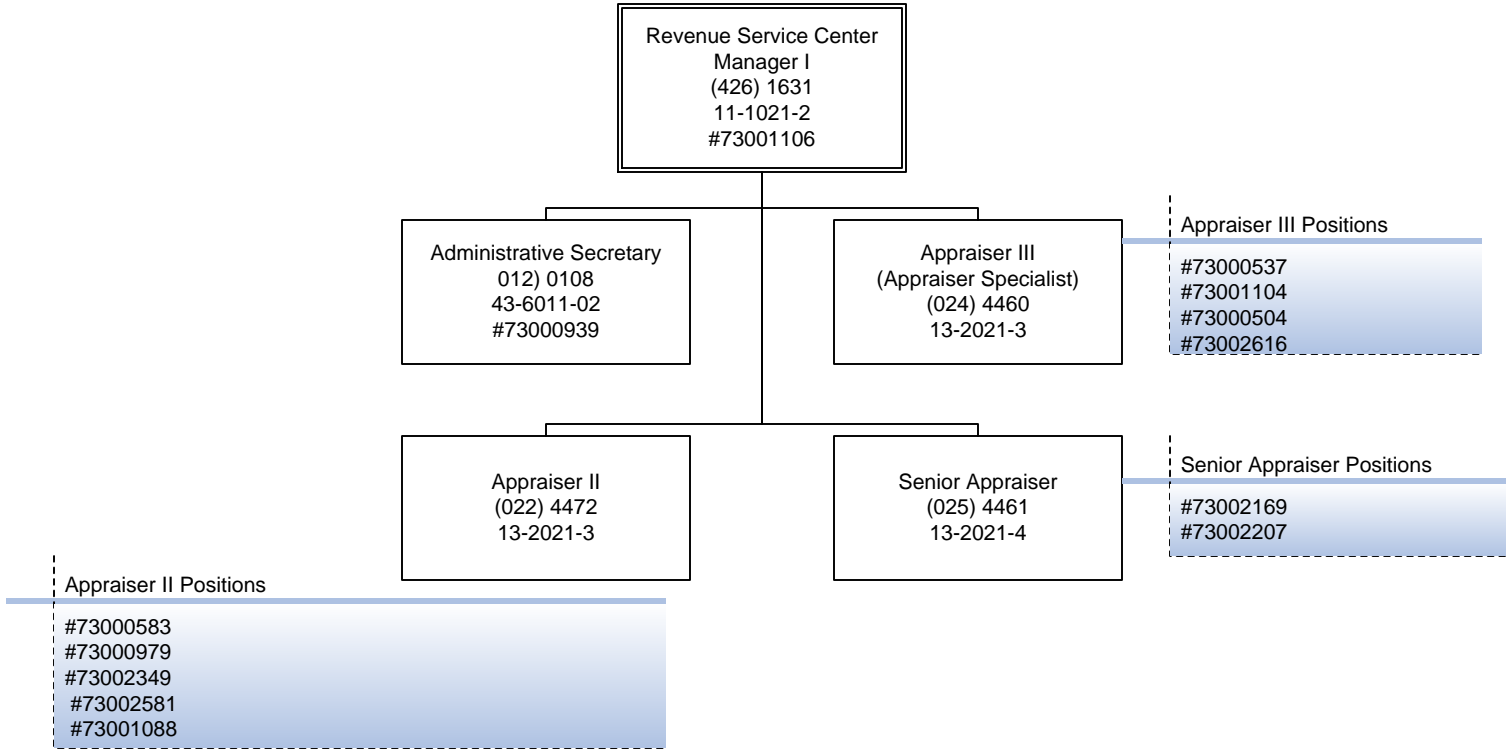 Revenue Service Center
Manager I
(426) 1631
11-1021-2
#73001106
Administrative Secretary
012) 0108
43-6011-02
#73000939
Appraiser III
(Appraiser Specialist)
(024) 4460
13-2021-3
Appraiser III Positions
#73000537
#73001104
#73000504
#73002616
Appraiser II
(022) 4472
13-2021-3
Senior Appraiser
(025) 4461
13-2021-4
Senior Appraiser Positions
#73002169
#73002207
Appraiser II Positions
#73000583
#73000979
#73002349
#73002581
#73001088